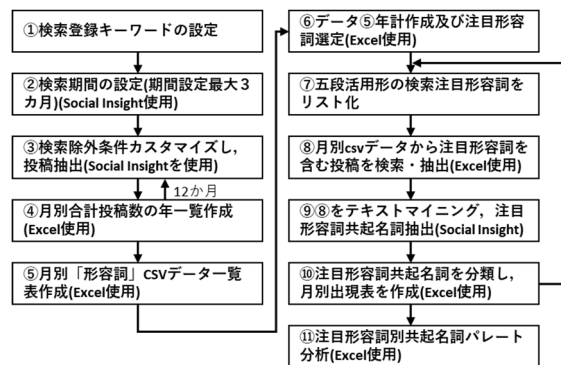 ①検索登録キーワードの設定
②検索期間の設定(期間設定最大３
カ月)(Social Insight使用)
③検索除外条件カスタマイズし，
投稿抽出(Social Insightを使用)
12か月
④月別合計投稿数の年一覧作成
(Excel使用)
⑤月別「形容詞」CSVデータ一覧
表作成(Excel使用)
⑥データ⑤年計作成及び注目形容
詞選定(Excel使用)
⑦五段活用形の検索注目形容詞を
リスト化
⑧月別csvデータから注目形容詞を
含む投稿を検索・抽出(Excel使用)
⑨⑧をテキストマイニング，注目
形容詞共起名詞抽出(Social Insight)
⑩注目形容詞共起名詞を分類し，
月別出現表を作成(Excel使用)
⑪注目形容詞別共起名詞パレート
分析(Excel使用)